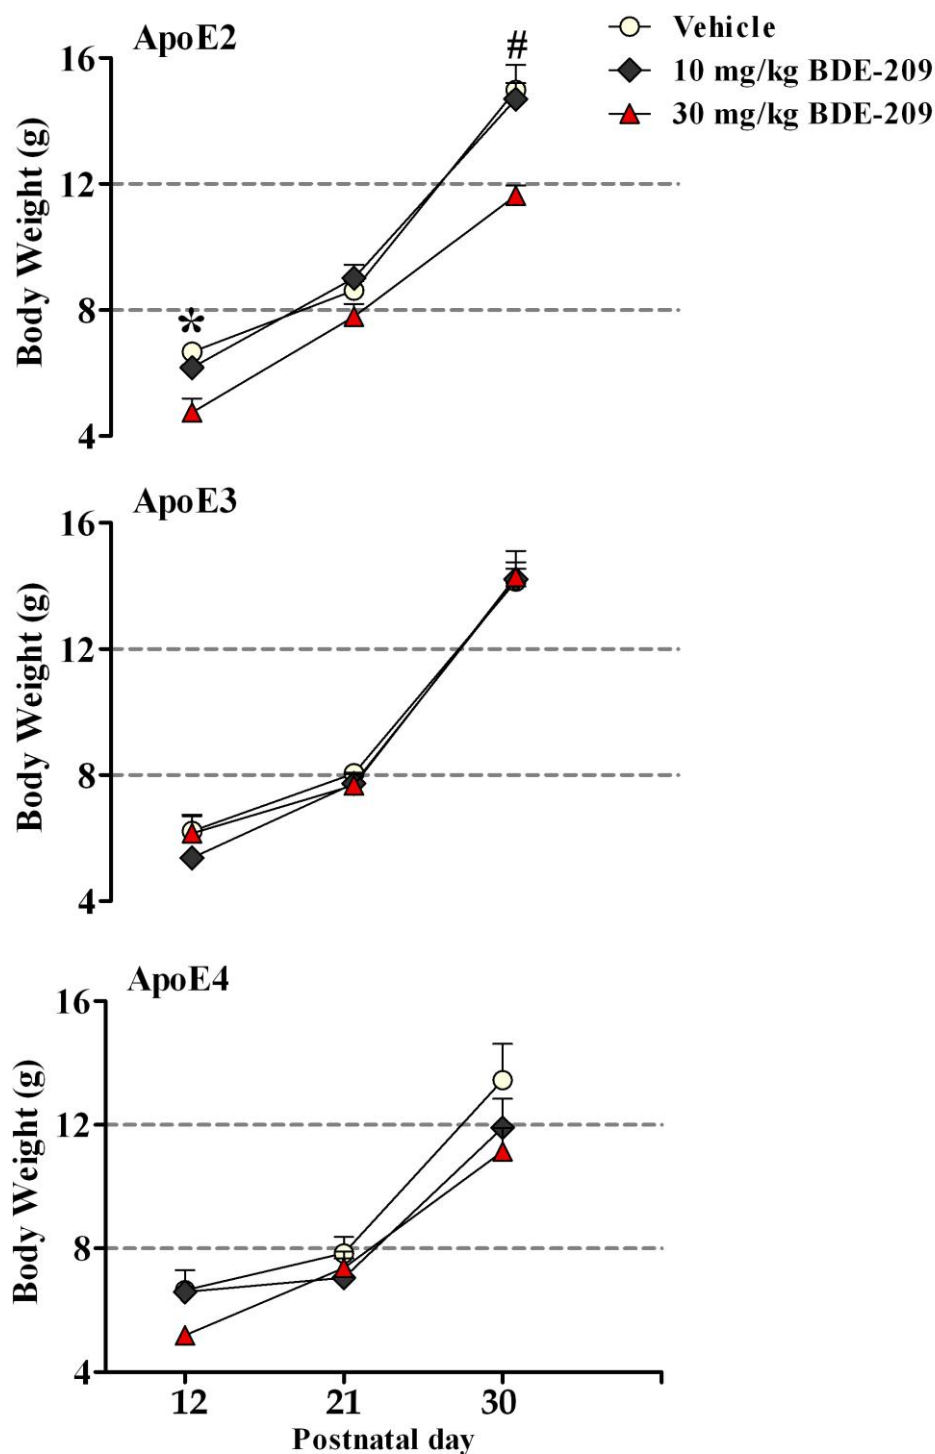 ApoE2
Vehicle
10 mg/kg BDE-209
30 mg/kg BDE-209
#
16
12
8
*
4
Body Weight (g)
ApoE3
16
12
8
4
Body Weight (g)
ApoE4
16
12
8
4
Body Weight (g)
12 21 30
Postnatal day